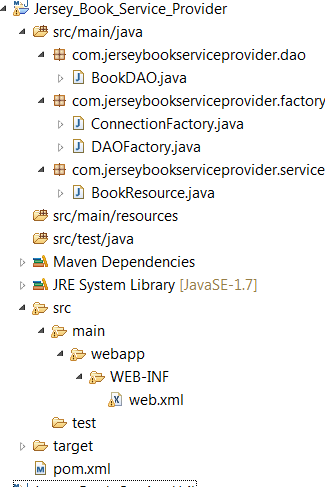 Jersey_Book_Service_Provider
src/main/java
com.jerseybookserviceprovider.dao
BookDAO.java
com.jerseybookserviceprovider.factory
ConnectionFactory.java
DAOFactory.java
com.jerseybookserviceprovider.service
BookResource.java
src/main/resources
src/test/java
Maven Dependencies
JRE System Library [JavaSE-1.7]
src
main
webapp
WEB-INF
web.xml
test
target
pom.xml